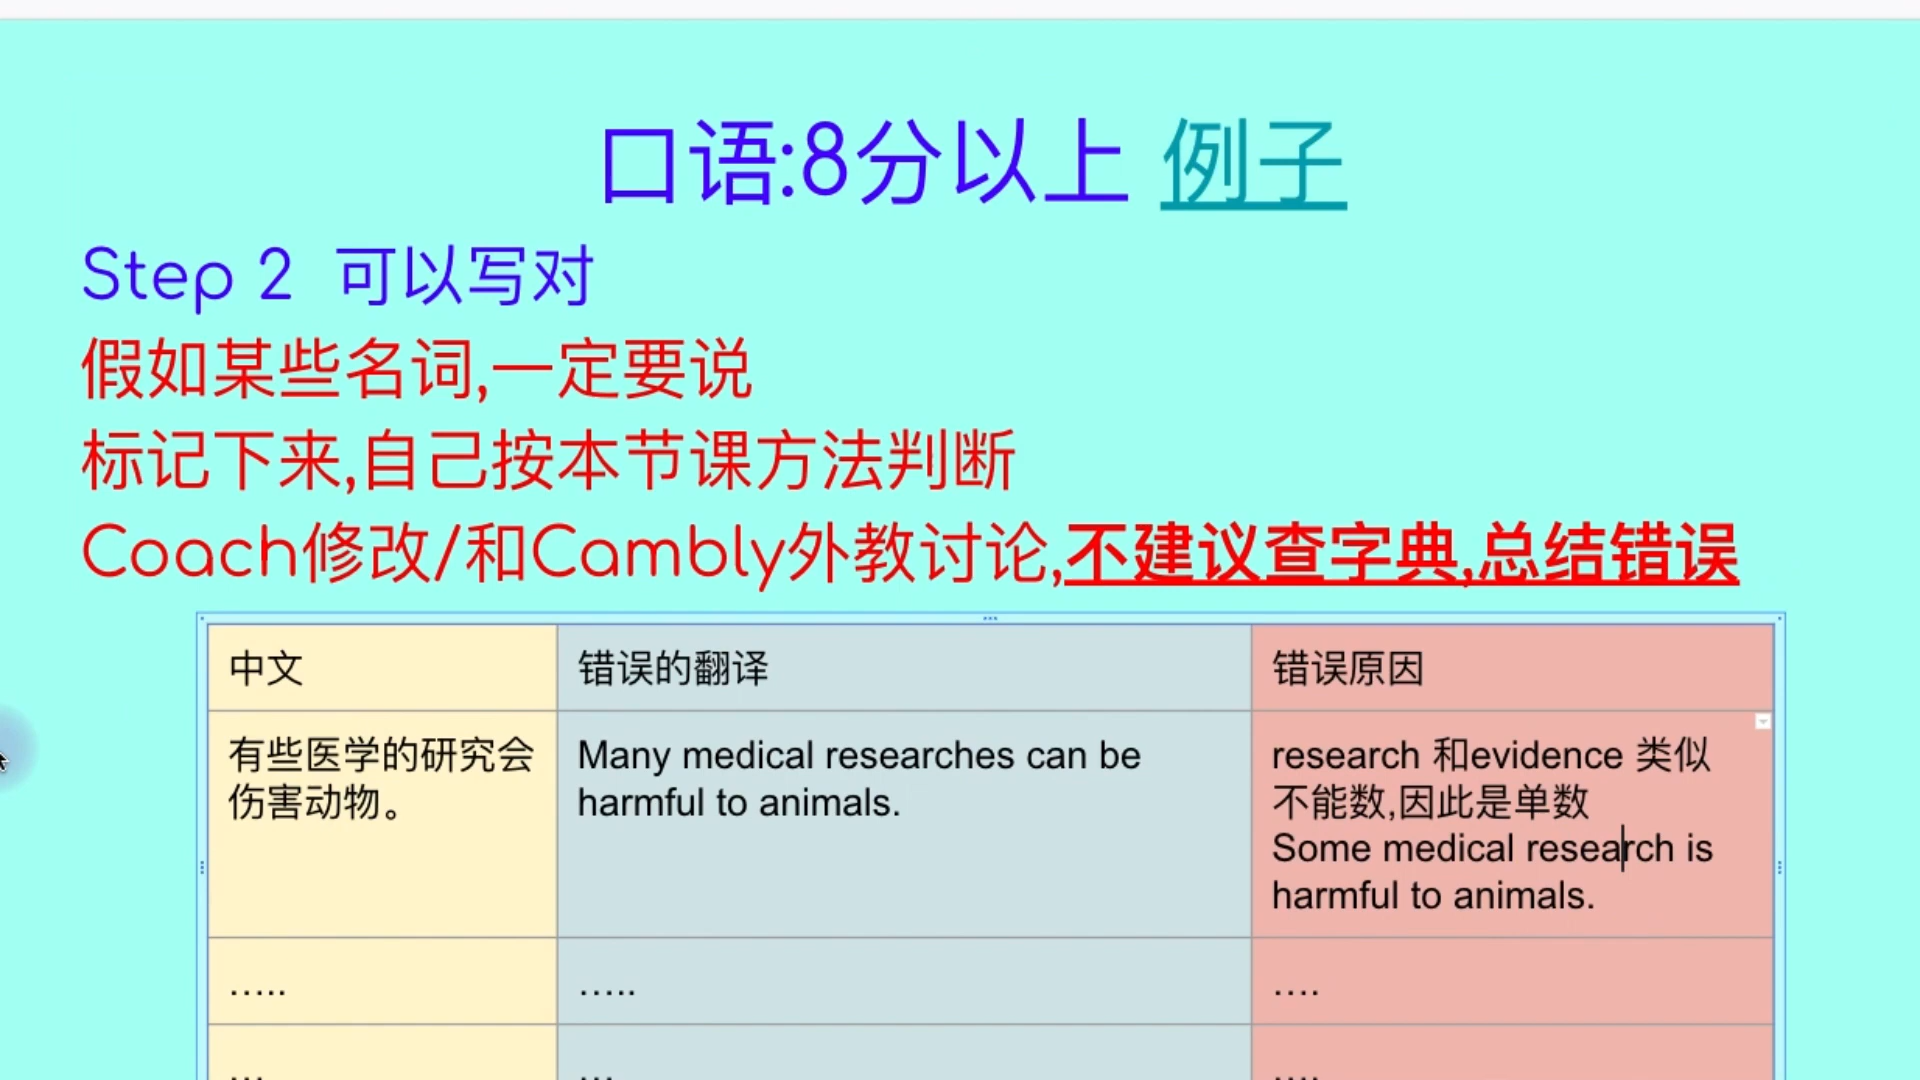 口语:8分以上 例子
Step 2 可以写对
假如某些名词,一定要说
标记下来,自己按本节课方法判断
Coach修改/和Cambly外教讨论,不建议查字典,总结错误
中文
错误的翻译
错误原因
有些医学的研究会
伤害动物。
Many medical researches can be
harmful to animals.
research 和evidence 类似
不能数,因此是单数
Some medical research is
harmful to animals.
…..
…..
….
…
…
….